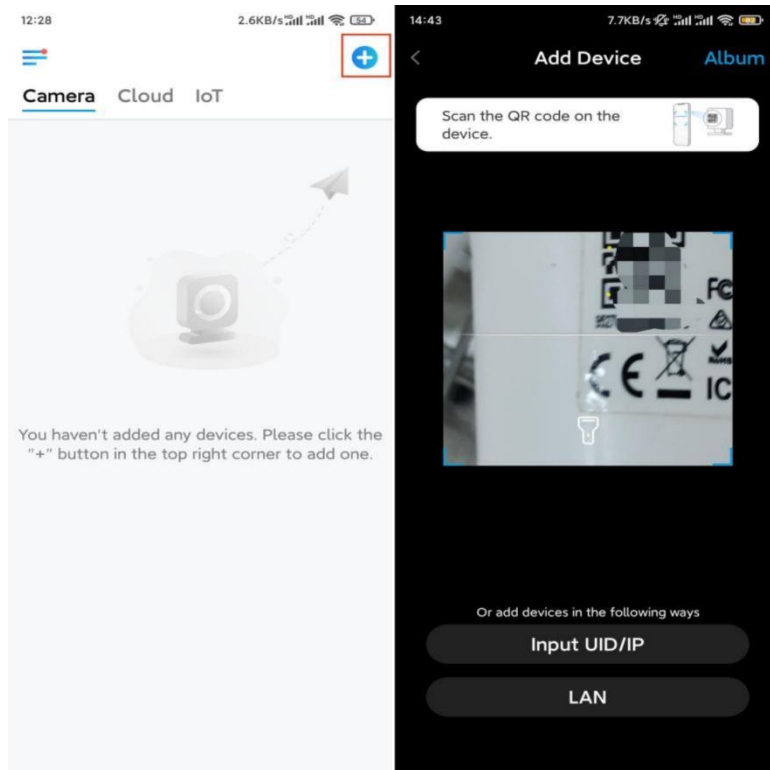 12:28
2.6KB/s
54
Camera Cloud IoT
You haven't added any devices. Please click the
"+" button in the top right corner to add one.
14:43
7.7KB/s
Add Device
Album
Scan the QR code on the
device.
FC
CE
IC
Or add devices in the following ways
Input UID/IP
LAN